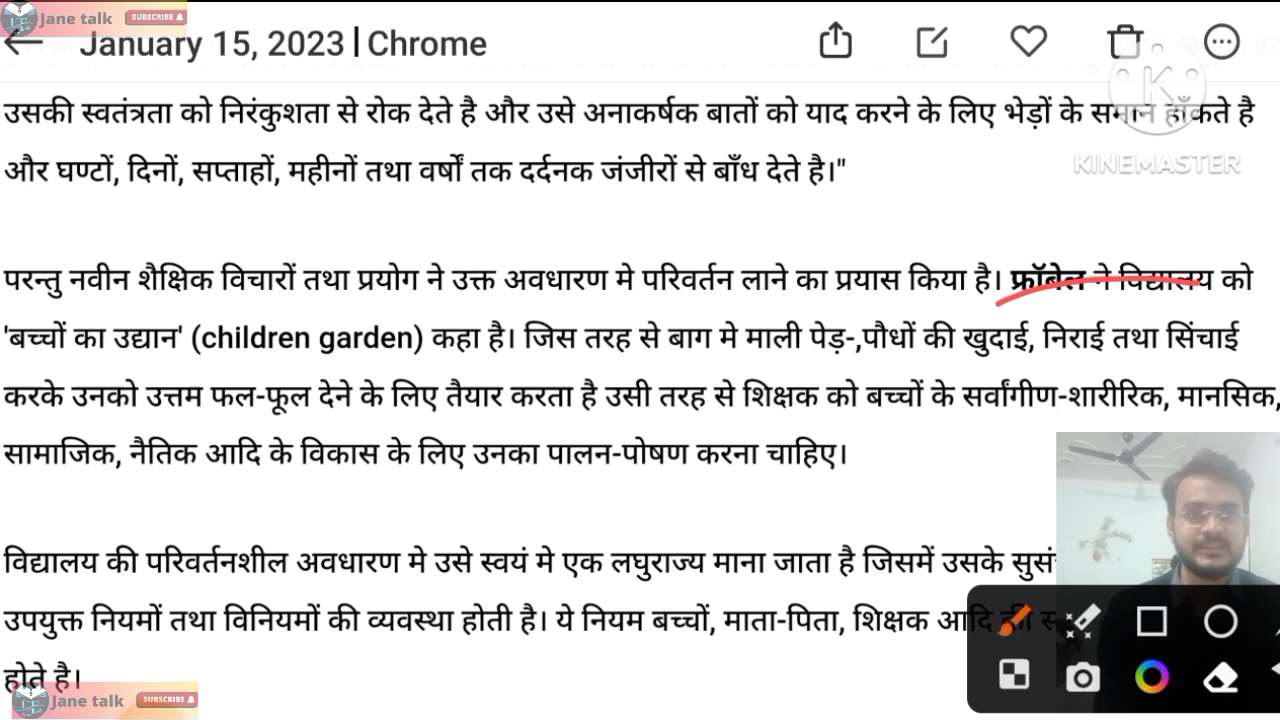 Jane talk
SUBSCRIBE
January 15, 2023 | Chrome
उसकी स्वतंत्रता को निरंकुशता से रोक देते है और उसे अनाकर्षक बातों को याद करने के लिए भेड़ों के समान हाँकते है
K
KINEMASTER
और घण्टों, दिनों, सप्ताहों, महीनों तथा वर्षों तक दर्दनक जंजीरों से बाँध देते है।"
परन्तु नवीन शैक्षिक विचारों तथा प्रयोग ने उक्त अवधारण मे परिवर्तन लाने का प्रयास किया है। फ्रॉबेल ने विद्यालय को
'बच्चों का उद्यान' (children garden) कहा है। जिस तरह से बाग मे माली पेड़-,पौधों की खुदाई, निराई तथा सिंचाई
करके उनको उत्तम फल-फूल देने के लिए तैयार करता है उसी तरह से शिक्षक को बच्चों के सर्वांगीण-शारीरिक, मानसिक,
सामाजिक, नैतिक आदि के विकास के लिए उनका पालन-पोषण करना चाहिए।
विद्यालय की परिवर्तनशील अवधारण मे उसे स्वयं मे एक लघुराज्य माना जाता है जिसमें उसके
उपयुक्त नियमों तथा विनियमों की व्यवस्था होती है। ये नियम बच्चों, माता-पिता, शिक्षक आदि की
होते है।
Jane talk
SUBSCRIBE